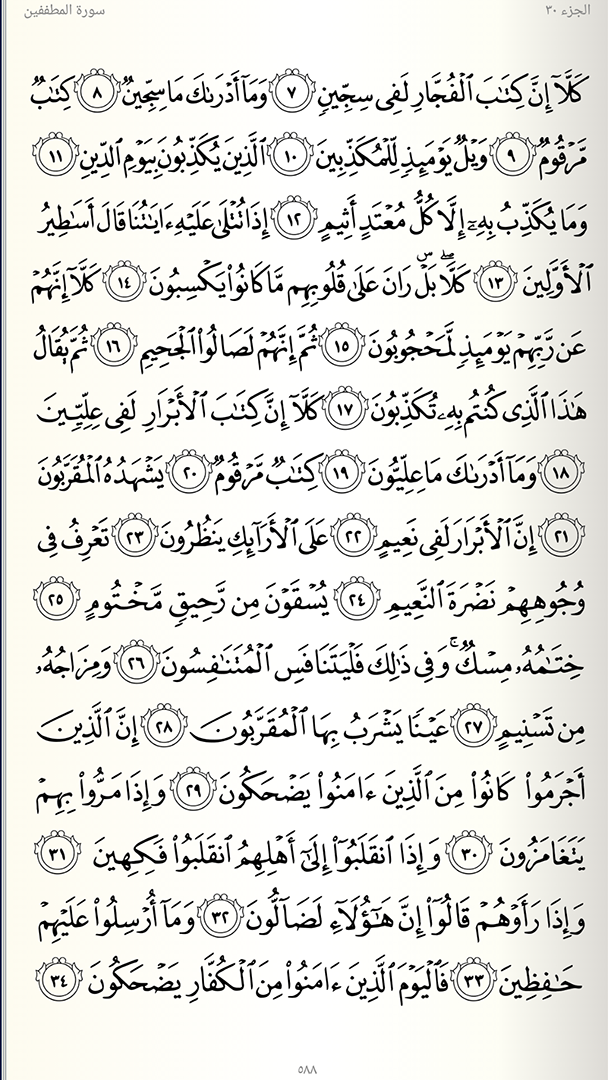 الجزء ٣٠ سورة المطففين
كَلَّآ إِنَّ كِتَٰبَ ٱلْفُجَّارِ لَفِى سِجِّينٍ ٧ وَمَآ أَدْرَىٰكَ مَا سِجِّينٌ ٨ كِتَٰبٌ
مَّرْقُومٌ ٩ وَيْلٌ يَوْمَئِذٍ لِّلْمُكَذِّبِينَ ١٠ ٱلَّذِينَ يُكَذِّبُونَ بِيَوْمِ ٱلدِّينِ ١١
وَمَا يُكَذِّبُ بِهِۦٓ إِلَّا كُلُّ مُعْتَدٍ أَثِيمٍ ١٢ إِذَا تُتْلَىٰ عَلَيْهِ ءَايَٰتُنَا قَالَ أَسَٰطِيرُ
ٱلْأَوَّلِينَ ١٣ كَلَّاۖ بَلْۜ رَانَ عَلَىٰ قُلُوبِهِم مَّا كَانُوا۟ يَكْسِبُونَ ١٤ كَلَّآ إِنَّهُمْ
عَن رَّبِّهِمْ يَوْمَئِذٍ لَّمَحْجُوبُونَ ١٥ ثُمَّ إِنَّهُمْ لَصَالُوا۟ ٱلْجَحِيمِ ١٦ ثُمَّ يُقَالُ
هَٰذَا ٱلَّذِى كُنتُم بِهِۦ تُكَذِّبُونَ ١٧ كَلَّآ إِنَّ كِتَٰبَ ٱلْأَبْرَارِ لَفِى عِلِّيِّينَ
١٨ وَمَآ أَدْرَىٰكَ مَا عِلِّيُّونَ ١٩ كِتَٰبٌ مَّرْقُومٌ ٢٠ يَشْهَدُهُ ٱلْمُقَرَّبُونَ
٢١ إِنَّ ٱلْأَبْرَارَ لَفِى نَعِيمٍ ٢٢ عَلَى ٱلْأَرَآئِكِ يَنظُرُونَ ٢٣ تَعْرِفُ فِى
وُجُوهِهِمْ نَضْرَةَ ٱلنَّعِيمِ ٢٤ يُسْقَوْنَ مِن رَّحِيقٍ مَّخْتُومٍ ٢٥
خِتَٰمُهُۥ مِسْكٌۚ وَفِى ذَٰلِكَ فَلْيَتَنَافَسِ ٱلْمُتَنَٰفِسُونَ ٢٦ وَمِزَاجُهُۥ
مِن تَسْنِيمٍ ٢٧ عَيْنًا يَشْرَبُ بِهَا ٱلْمُقَرَّبُونَ ٢٨ إِنَّ ٱلَّذِينَ
أَجْرَمُوا۟ كَانُوا۟ مِنَ ٱلَّذِينَ ءَامَنُوا۟ يَضْحَكُونَ ٢٩ وَإِذَا مَرُّوا۟ بِهِمْ
يَتَغَامَزُونَ ٣٠ وَإِذَا ٱنقَلَبُوٓا۟ إِلَىٰٓ أَهْلِهِمُ ٱنقَلَبُوا۟ فَكِهِينَ ٣١
وَإِذَا رَأَوْهُمْ قَالُوٓا۟ إِنَّ هَٰٓؤُلَآءِ لَضَآلُّونَ ٣٢ وَمَآ أُرْسِلُوا۟ عَلَيْهِمْ
حَٰفِظِينَ ٣٣ فَٱلْيَوْمَ ٱلَّذِينَ ءَامَنُوا۟ مِنَ ٱلْكُفَّارِ يَضْحَكُونَ ٣٤
٥٨٨